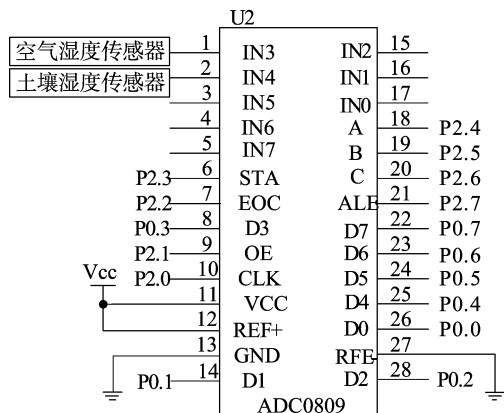 U2
空气湿度传感器 1 IN3 IN2 15
土壤湿度传感器 2 IN4 IN1 16
3 IN5 IN0 17
4 IN6 A 18 P2.4
5 IN7 B 19 P2.5
P2.3 6 STA C 20 P2.6
P2.2 7 EOC ALE 21 P2.7
P0.3 8 D3 D7 22 P0.7
P2.1 9 OE D6 23 P0.6
P2.0 10 CLK D5 24 P0.5
Vcc 11 VCC D4 25 P0.4
12 REF+ D0 26 P0.0
13 GND RFE- 27
P0.1 14 D1 D2 28 P0.2
ADC0809